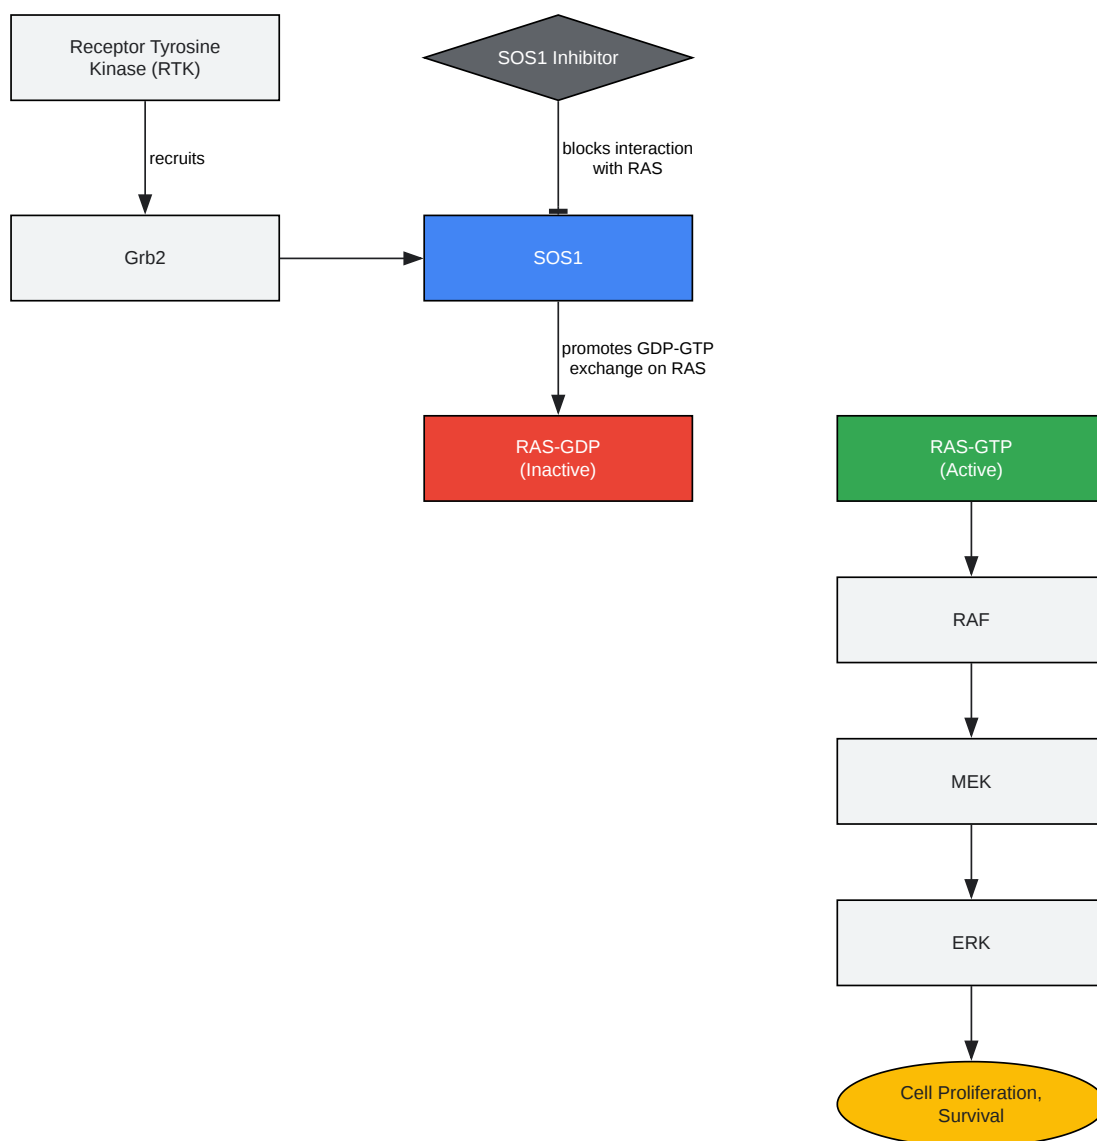 Receptor Tyrosine
Kinase (RTK)
SOS1 Inhibitor
recruits
blocks interaction
with RAS
Grb2
SOS1
promotes GDP-GTP
exchange on RAS
RAS-GDP
(Inactive)
RAS-GTP
(Active)
RAF
MEK
ERK
Cell Proliferation,
Survival